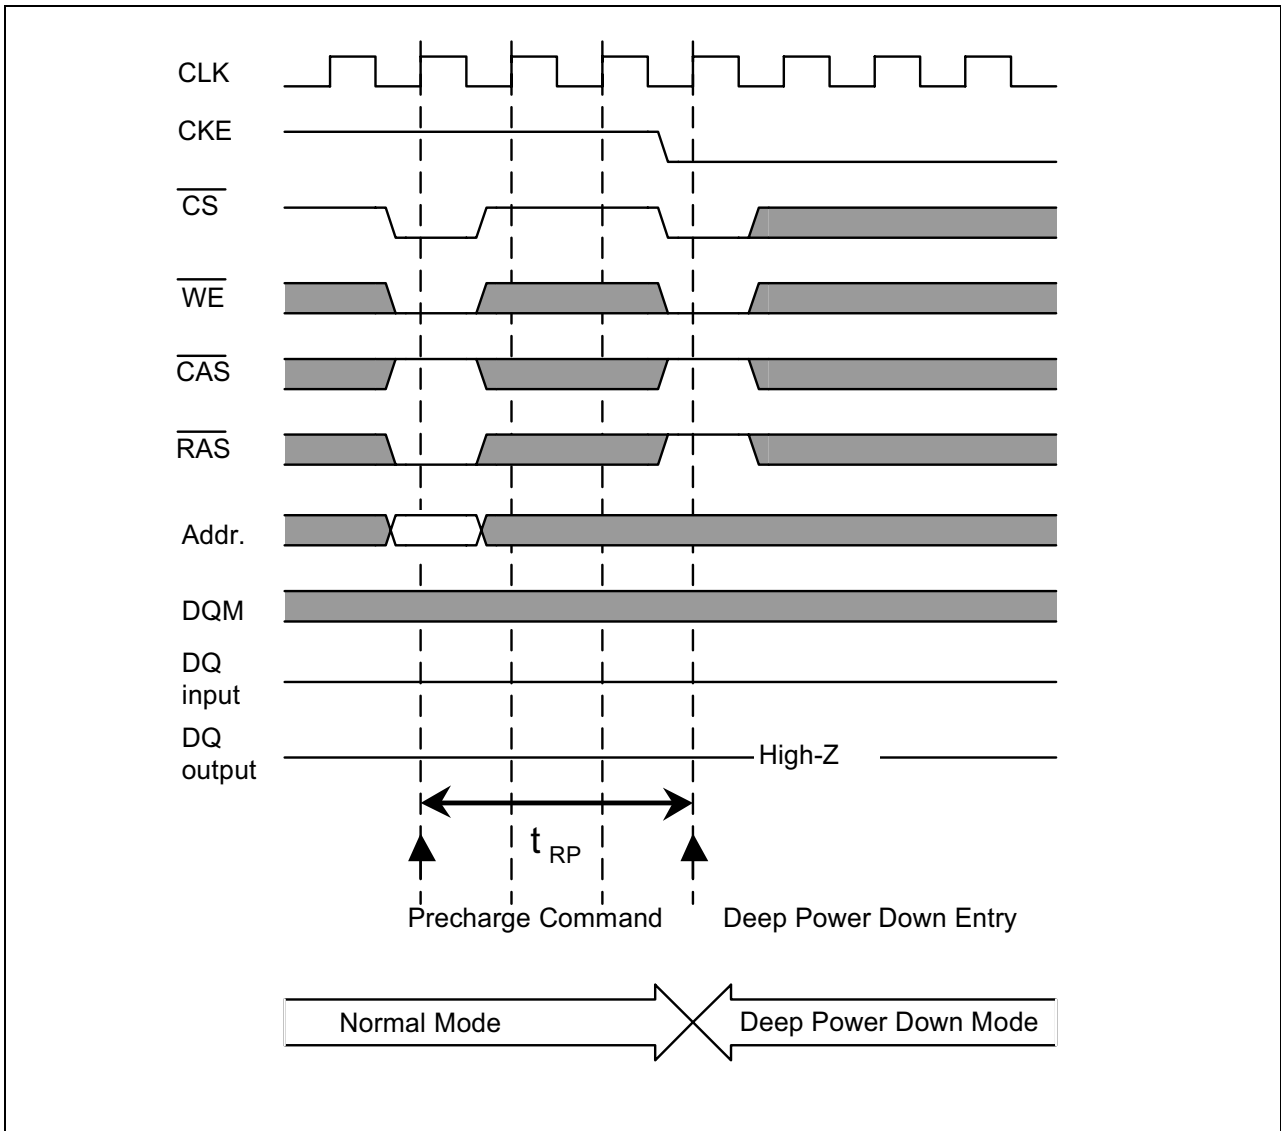 CLK
CKE
CS
WE
CAS
RAS
Addr.
DQM
DQ
input
DQ
output
High-Z
t RP
Precharge Command
Deep Power Down Entry
Normal Mode
Deep Power Down Mode